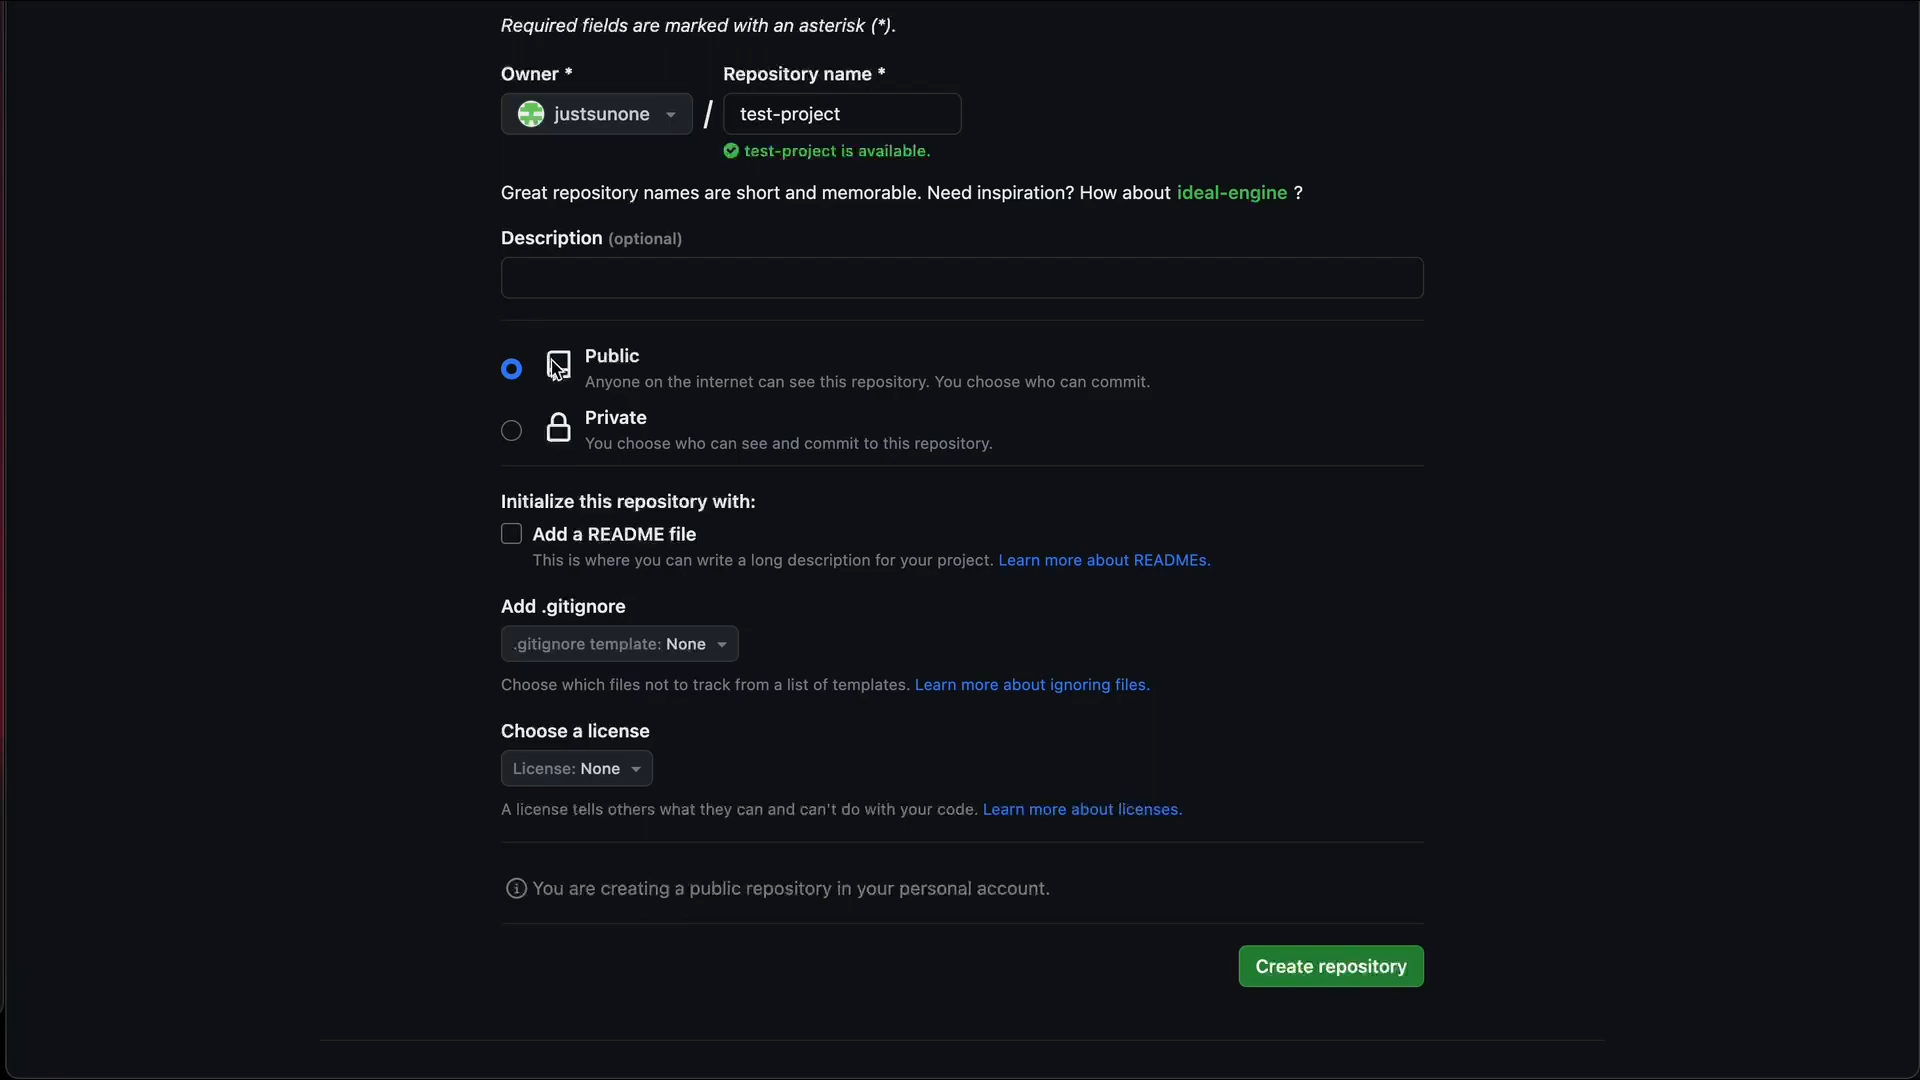 Required fields are marked with an asterisk (*).
Owner * Repository name *
justsunone / test-project
test-project is available.
Great repository names are short and memorable. Need inspiration? How about ideal-engine ?
Description (optional)
Public
Anyone on the internet can see this repository. You choose who can commit.
Private
You choose who can see and commit to this repository.
Initialize this repository with:
Add a README file
This is where you can write a long description for your project. Learn more about READMEs.
Add .gitignore
.gitignore template: None
Choose which files not to track from a list of templates. Learn more about ignoring files.
Choose a license
License: None
A license tells others what they can and can't do with your code. Learn more about licenses.
You are creating a public repository in your personal account.
Create repository